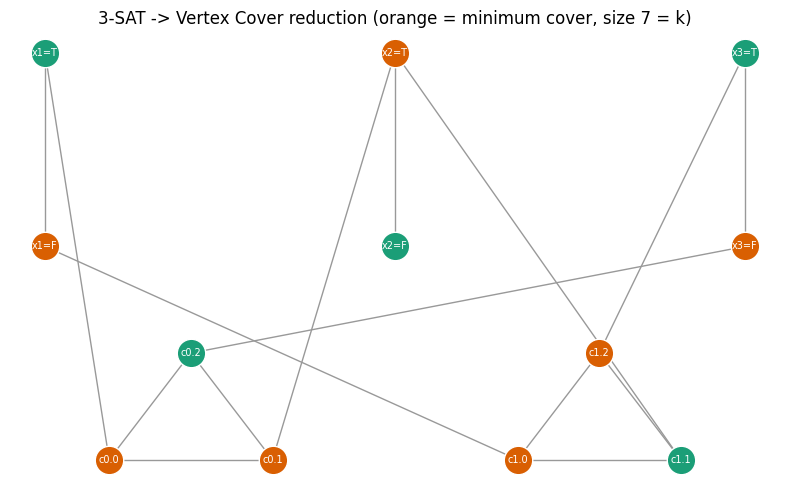 3-SAT -> Vertex Cover reduction (orange = minimum cover, size 7 = k)
x1=T
x2=T
x3=T
x1=F
x2=F
x3=F
c0.2
c1.2
c0.0
c0.1
c1.0
c1.1